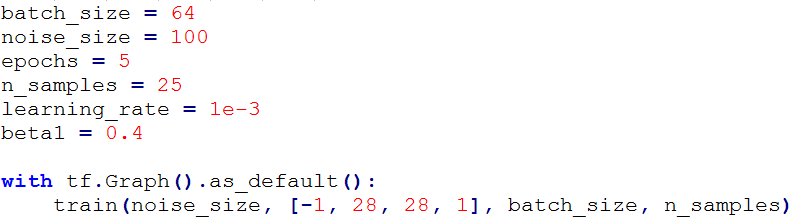 batch_size = 64
noise_size = 100
epochs = 5
n_samples = 25
learning_rate = 1e-3
beta1 = 0.4
with tf.Graph().as_default():
train(noise_size, [-1, 28, 28, 1], batch_size, n_samples)